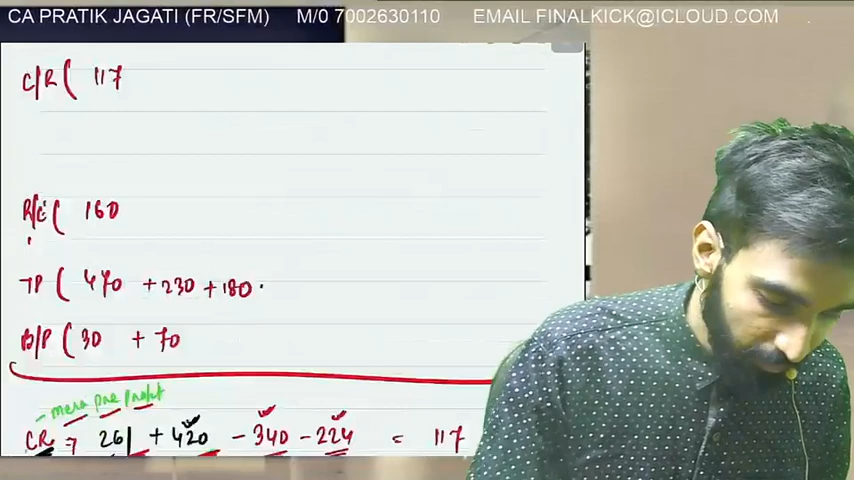 CA PRATIK JAGATI (FR/SFM) M/0 7002630110 EMAIL FINALKICK@ICLOUD.COM
C/R ( 117
R/E ( 160
TP ( 470 + 230 + 180
B/P ( 30 + 70
- mera pre profit
CR → 261 + 420 - 340 - 224 = 117